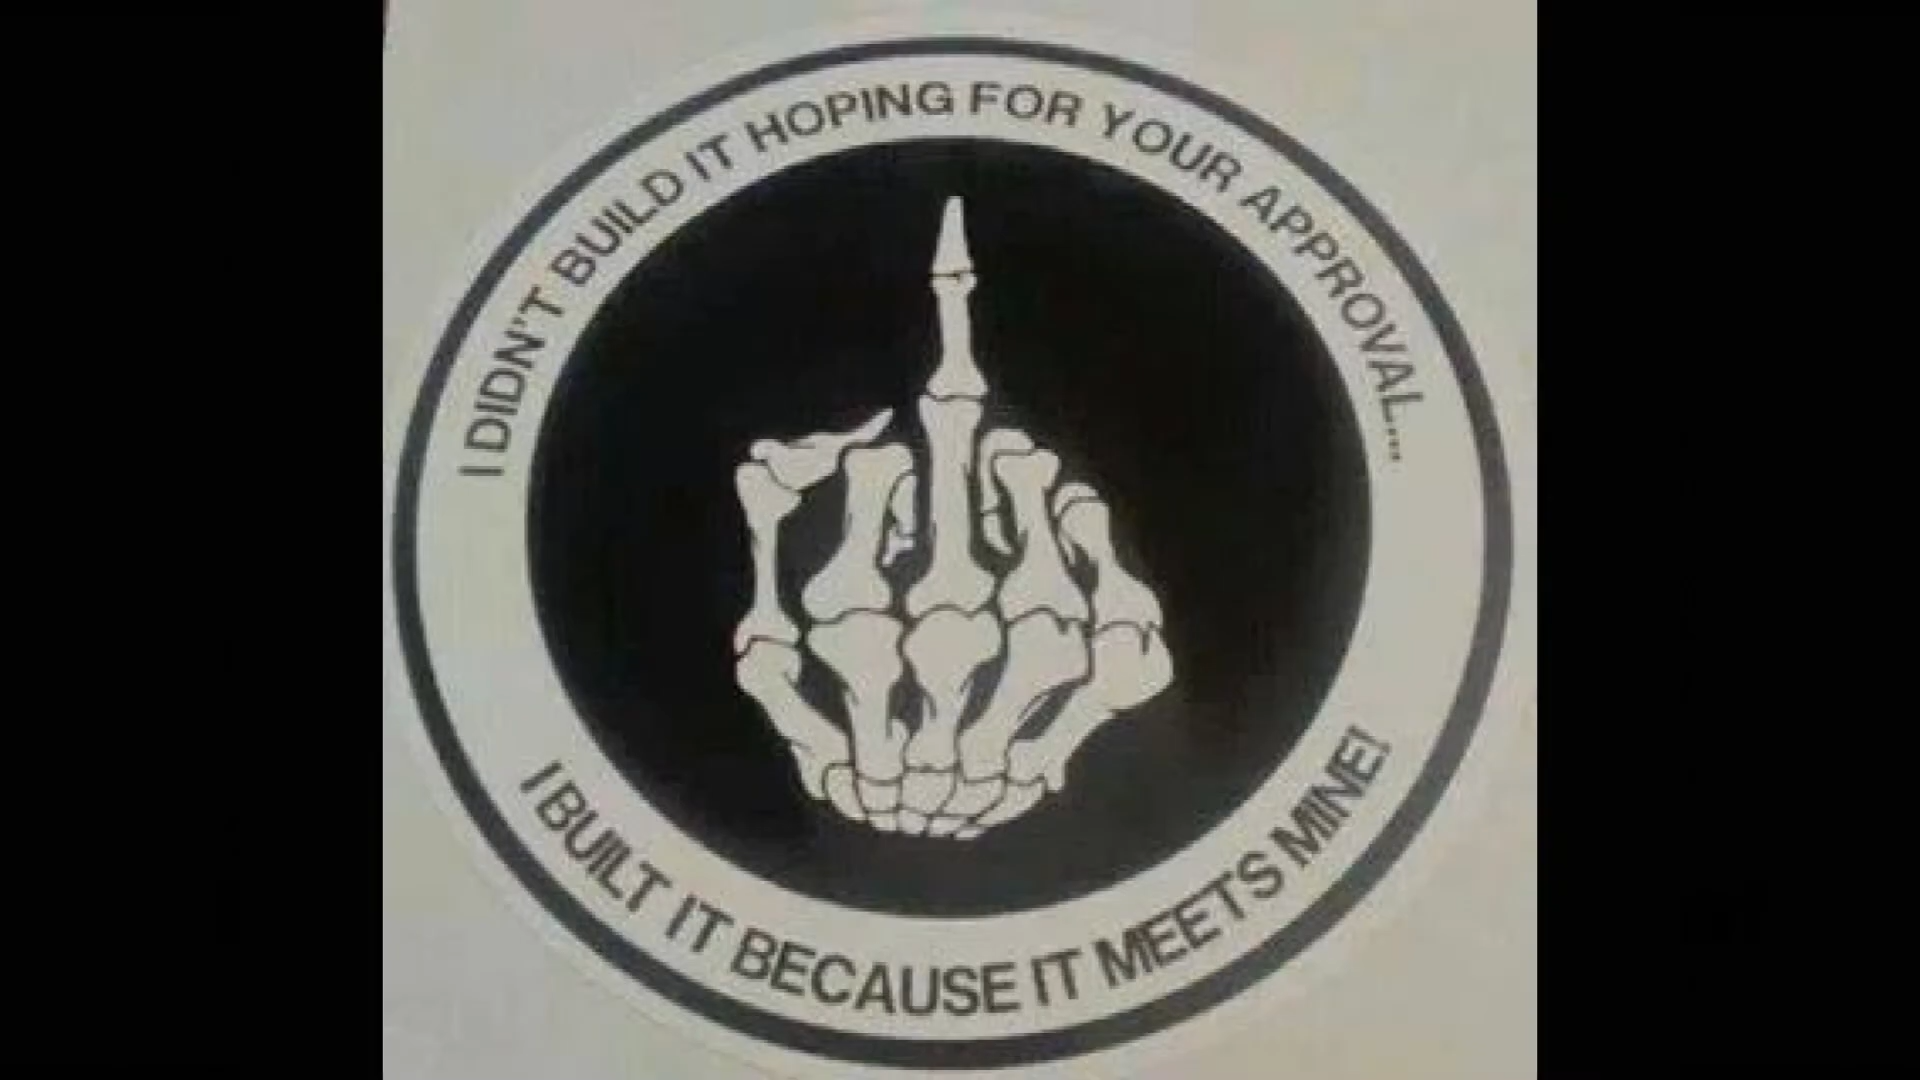 I DIDN'T BUILD IT HOPING FOR YOUR APPROVAL...
I BUILT IT BECAUSE IT MEETS MINE!